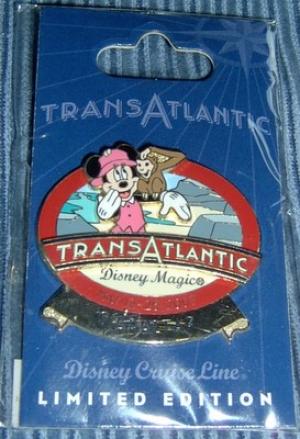 TRANSATLANTIC
TRANSATLANTIC
Disney Magic®
Disney Cruise Line®
LIMITED EDITION